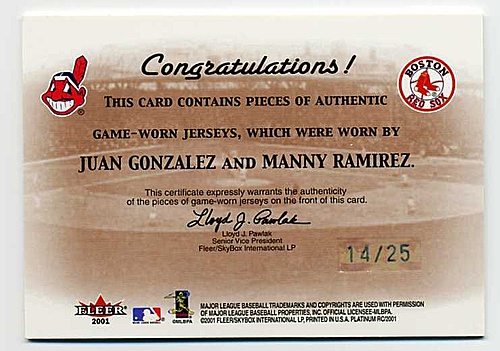 Congratulations!
BOSTON
RED SOX
THIS CARD CONTAINS PIECES OF AUTHENTIC
GAME-WORN JERSEYS, WHICH WERE WORN BY
JUAN GONZALEZ AND MANNY RAMIREZ.
This certificate expressly warrants the authenticity
of the pieces of game-worn jerseys on the front of this card.
Lloyd J. Pawlak
Lloyd J. Pawlak
Senior Vice President
Fleer/SkyBox International LP
14/25
FLEER
2001
©MLBPA
MAJOR LEAGUE BASEBALL TRADEMARKS AND COPYRIGHTS ARE USED WITH PERMISSION
OF MAJOR LEAGUE BASEBALL PROPERTIES, INC. OFFICIAL LICENSEE-MLBPA.
©2001 FLEER/SKYBOX INTERNATIONAL LP, PRINTED IN U.S.A. PLATINUM RC/2001